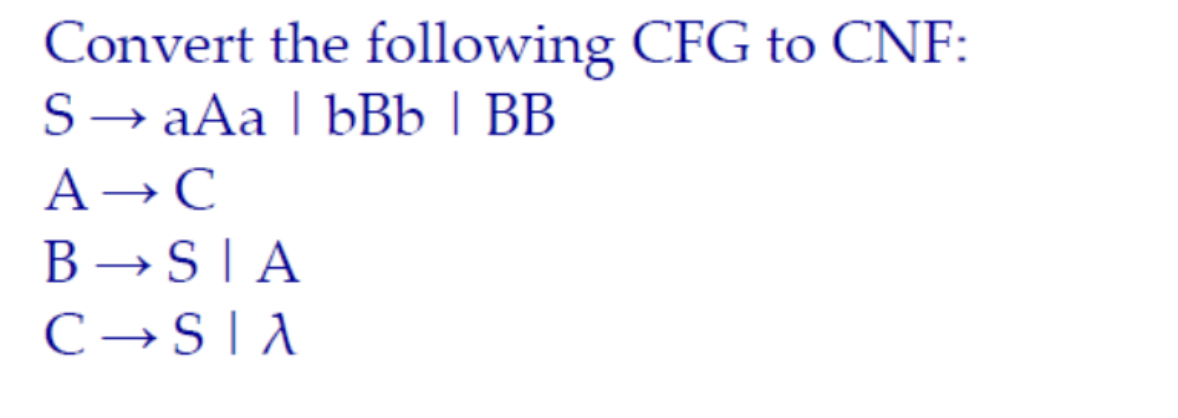 Convert the following CFG to CNF:
S → aAa | bBb | BB
A → C
B → S | A
C → S | λ